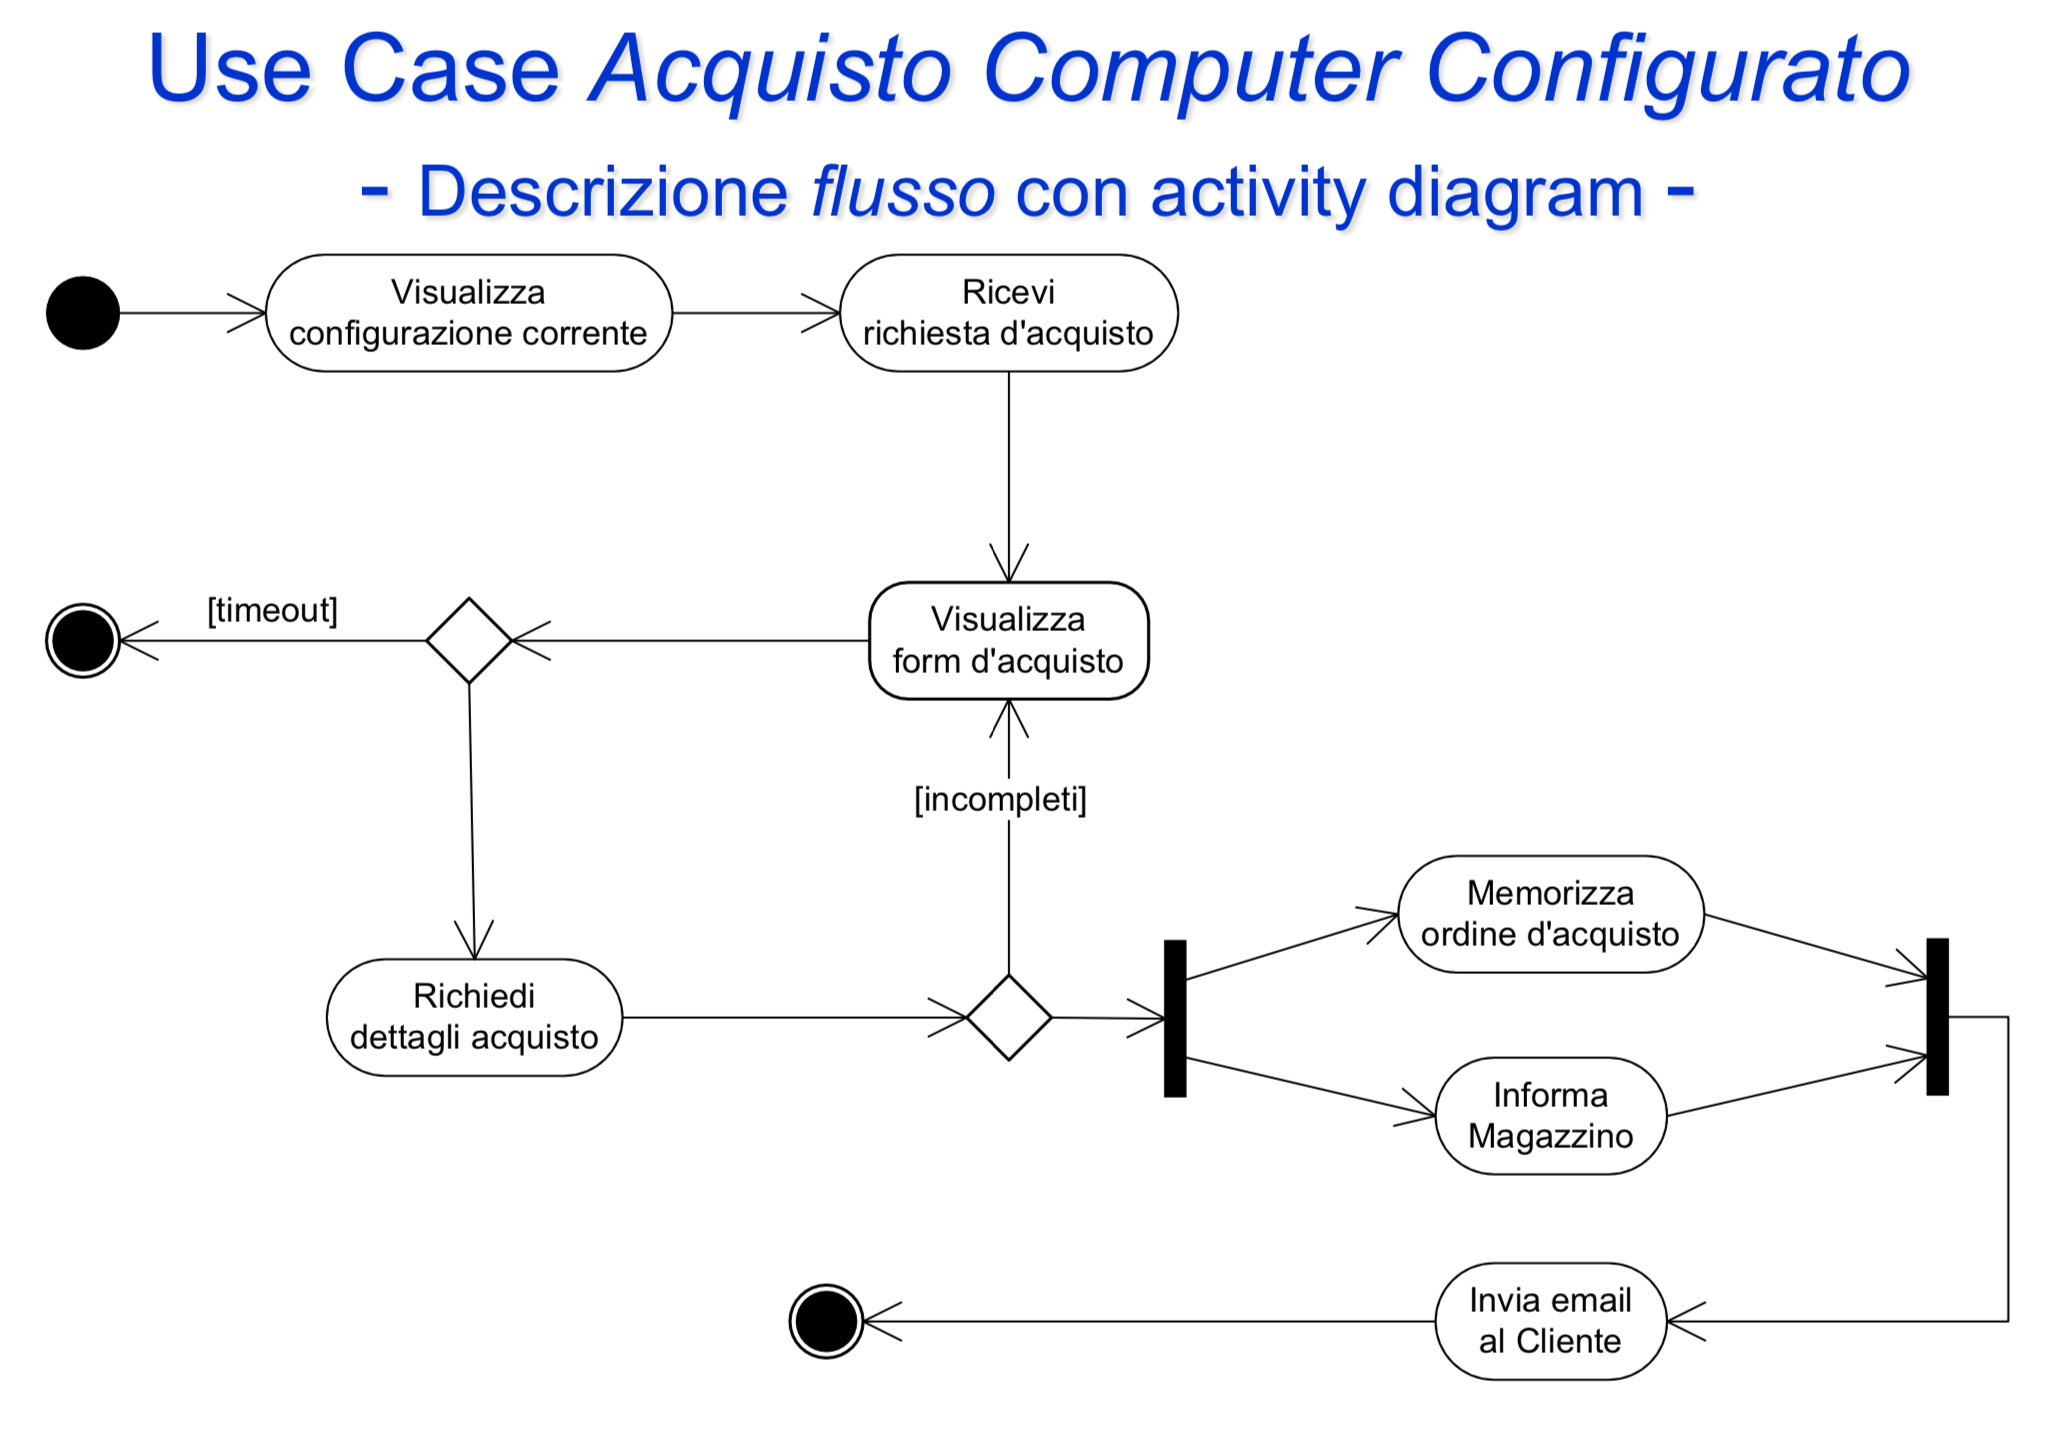 Use Case Acquisto Computer Configurato
- Descrizione flusso con activity diagram -
Visualizza
configurazione corrente
Ricevi
richiesta d'acquisto
[timeout]
Visualizza
form d'acquisto
[incompleti]
Richiedi
dettagli acquisto
Memorizza
ordine d'acquisto
Informa
Magazzino
Invia email
al Cliente